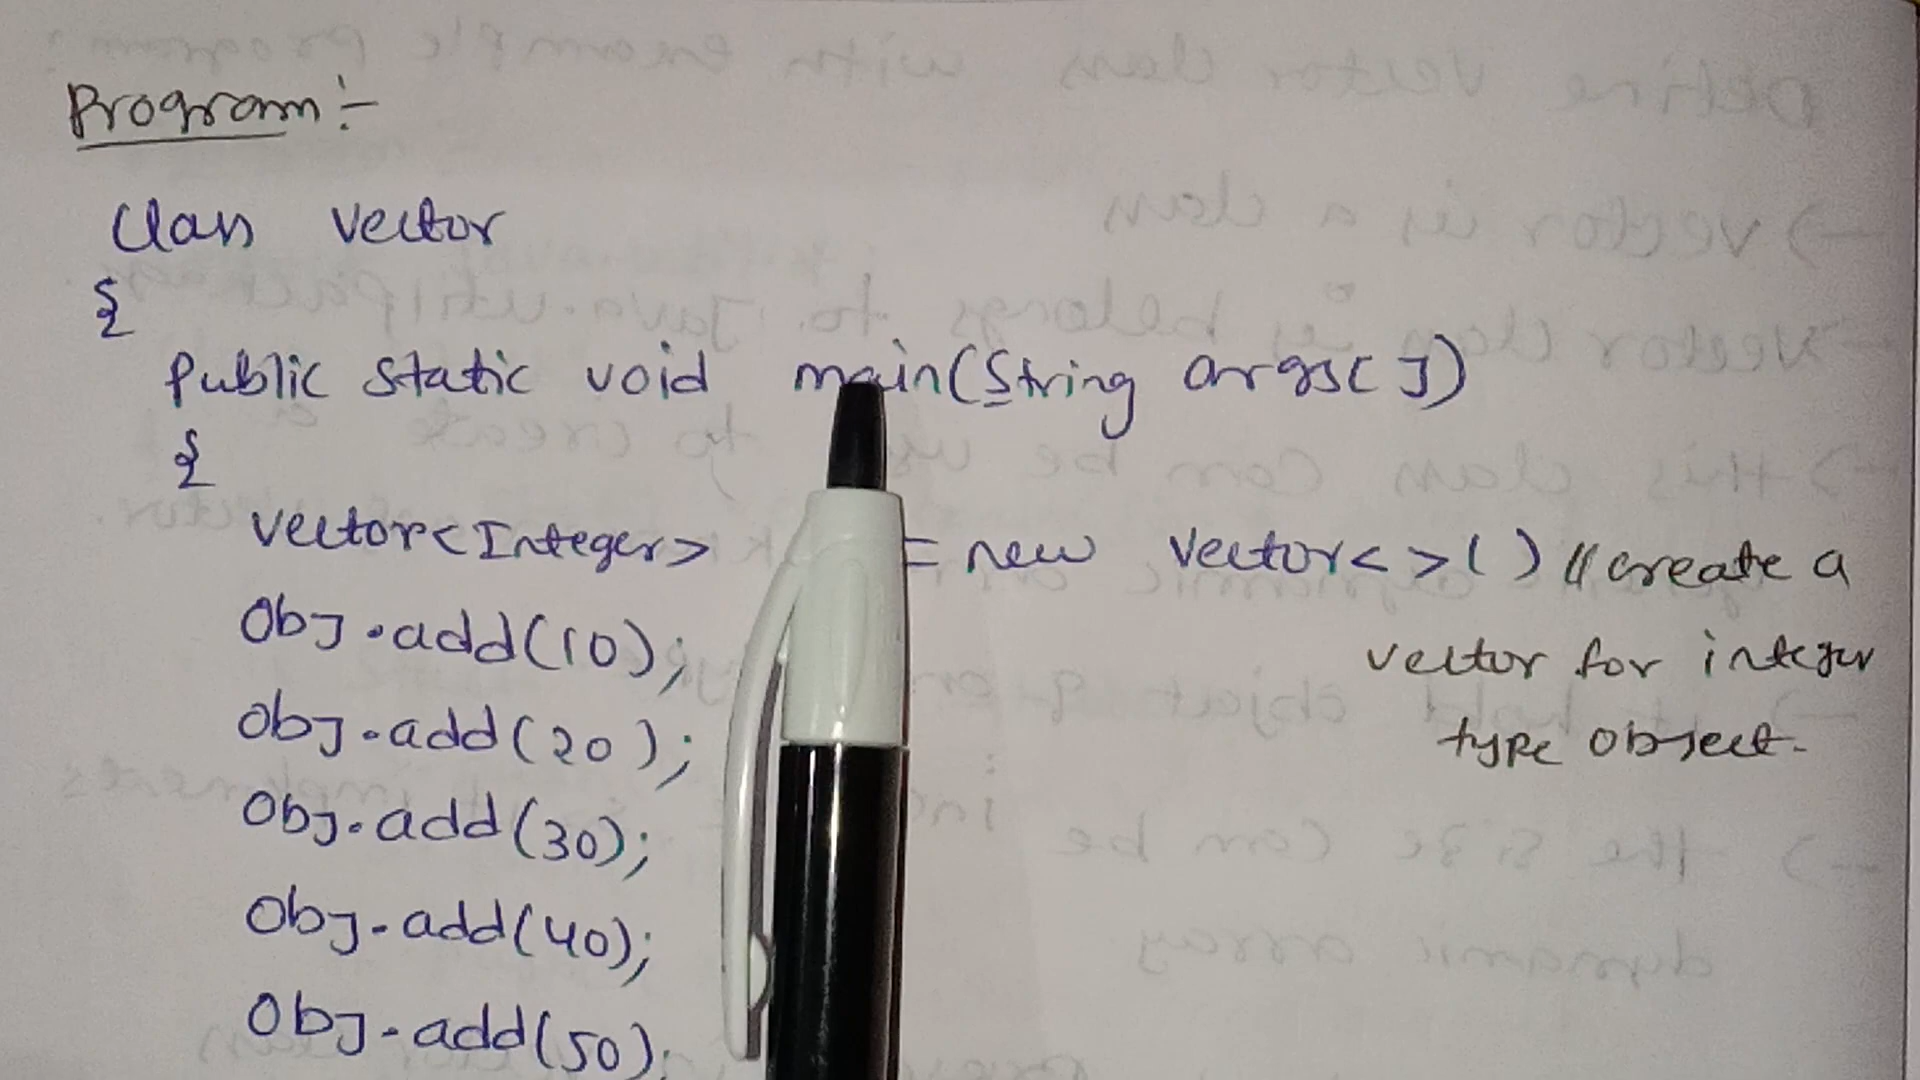 Program:-
Class Vector
{
Public static void main(String args[])
{
Vector<Integer> = new Vector<>() //create a
vector for integer
type object.
Obj.add(10);
Obj.add(20);
Obj.add(30);
Obj.add(40);
Obj.add(50);